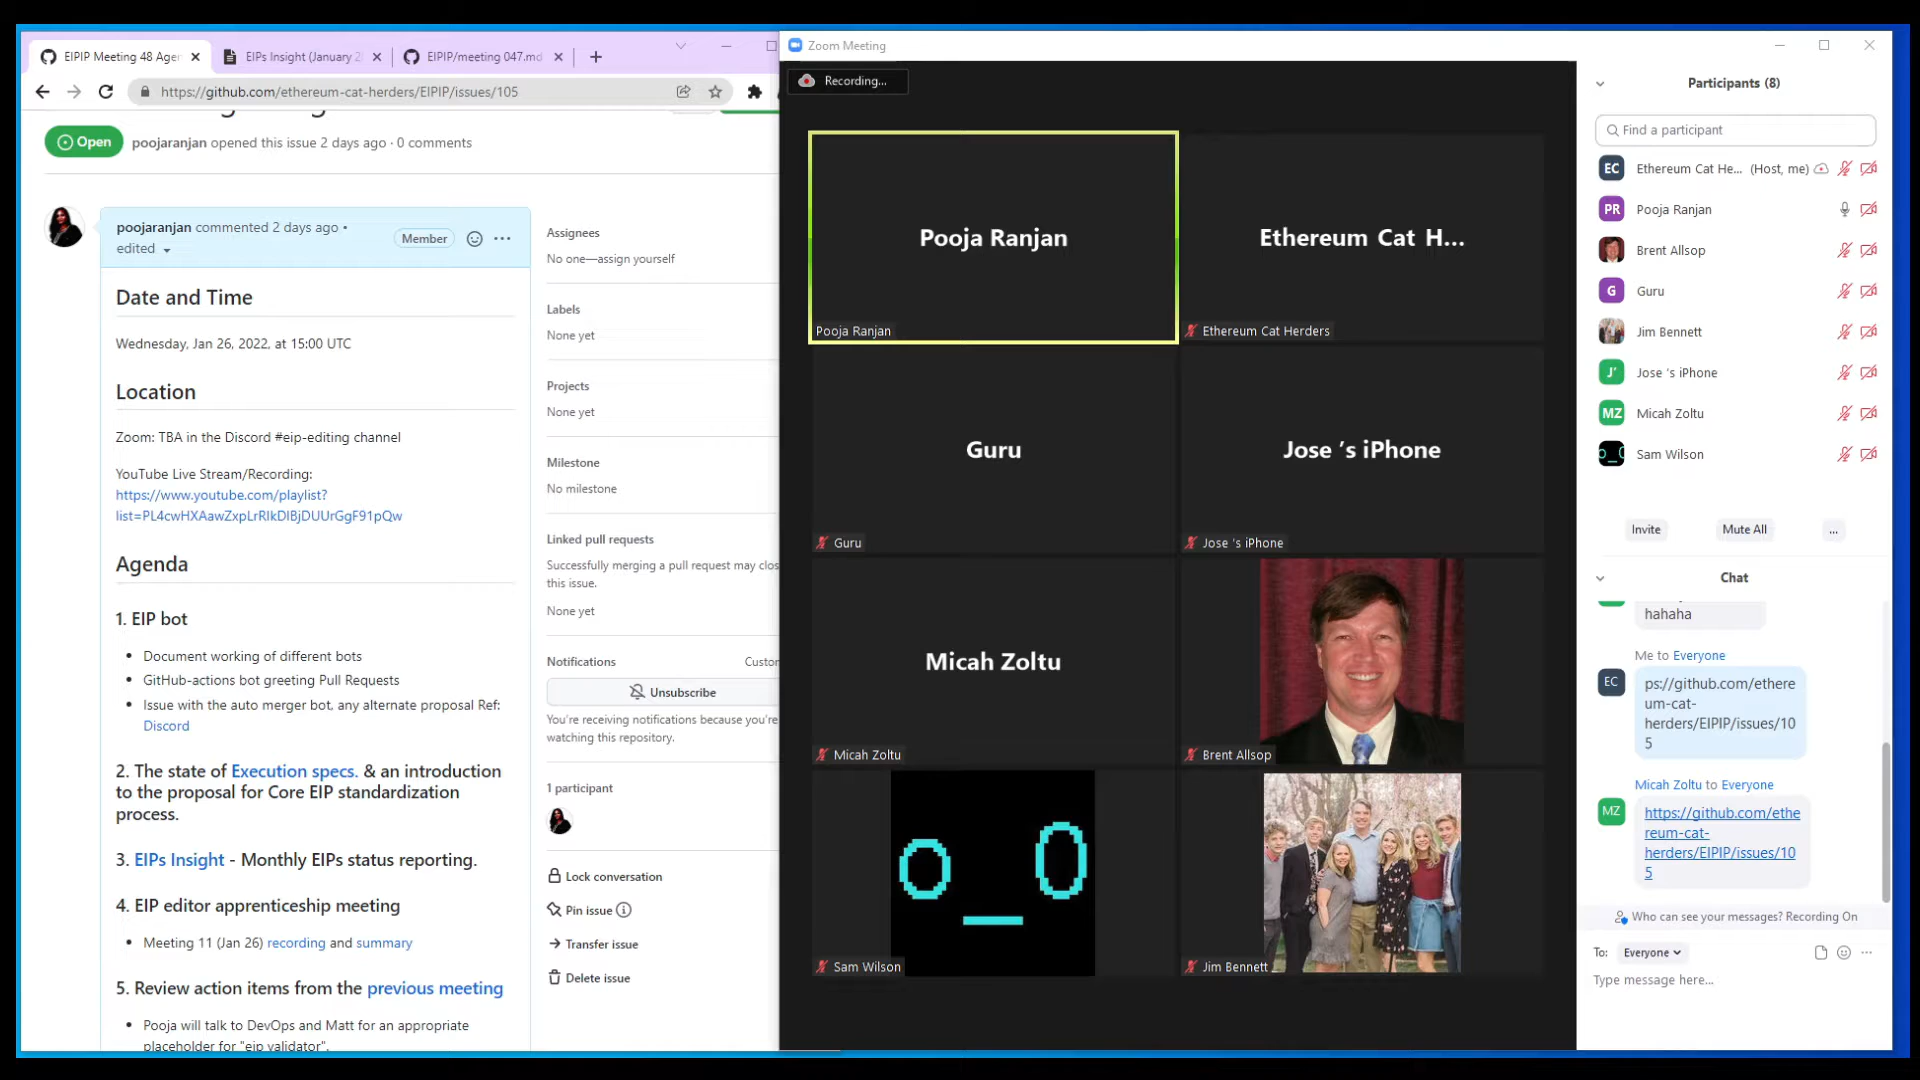 EIPIP Meeting 48 Agen
EIPs Insight (January 2
EIPIP/meeting 047.md
https://github.com/ethereum-cat-herders/EIPIP/issues/105
Open
poojaranjan opened this issue 2 days ago · 0 comments
poojaranjan commented 2 days ago •
edited
Member
Date and Time
Wednesday, Jan 26, 2022, at 15:00 UTC
Location
Zoom: TBA in the Discord #eip-editing channel
YouTube Live Stream/Recording:
https://www.youtube.com/playlist?
list=PL4cwHXAawZxpLrRIkDlBjDUUrGgF91pQw
Agenda
1. EIP bot
• Document working of different bots
• GitHub-actions bot greeting Pull Requests
• Issue with the auto merger bot, any alternate proposal Ref:
Discord
2. The state of Execution specs. & an introduction
to the proposal for Core EIP standardization
process.
3. EIPs Insight - Monthly EIPs status reporting.
4. EIP editor apprenticeship meeting
• Meeting 11 (Jan 26) recording and summary
5. Review action items from the previous meeting
• Pooja will talk to DevOps and Matt for an appropriate
placeholder for "eip validator".
Assignees
No one—assign yourself
Labels
None yet
Projects
None yet
Milestone
No milestone
Linked pull requests
Successfully merging a pull request may clos
this issue.
None yet
Notifications
Custom
Unsubscribe
You're receiving notifications because you're
watching this repository.
1 participant
Lock conversation
Pin issue
Transfer issue
Delete issue
Zoom Meeting
Recording...
Pooja Ranjan
Pooja Ranjan
Ethereum Cat H...
Ethereum Cat Herders
Guru
Guru
Jose 's iPhone
Jose 's iPhone
Micah Zoltu
Micah Zoltu
Brent Allsop
Sam Wilson
Jim Bennett
Participants (8)
Find a participant
EC Ethereum Cat He... (Host, me)
PR Pooja Ranjan
Brent Allsop
G Guru
Jim Bennett
J' Jose 's iPhone
MZ Micah Zoltu
Sam Wilson
Invite
Mute All
...
Chat
hahaha
Me to Everyone
EC
ps://github.com/ethere
um-cat-
herders/EIPIP/issues/10
5
Micah Zoltu to Everyone
MZ
https://github.com/ethe
reum-cat-
herders/EIPIP/issues/10
5
Who can see your messages? Recording On
To: Everyone
Type message here...